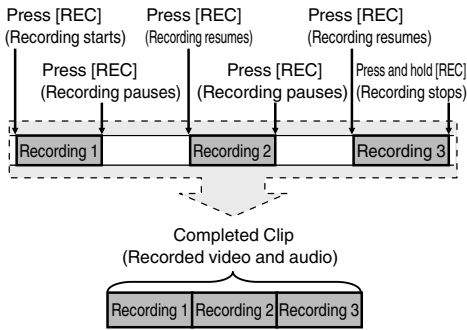 Press [REC]
(Recording starts)
Press [REC]
(Recording resumes)
Press [REC]
(Recording resumes)
Press [REC]
(Recording pauses)
Press [REC]
(Recording pauses)
Press and hold [REC]
(Recording stops)
Recording 1
Recording 2
Recording 3
Completed Clip
(Recorded video and audio)
Recording 1
Recording 2
Recording 3